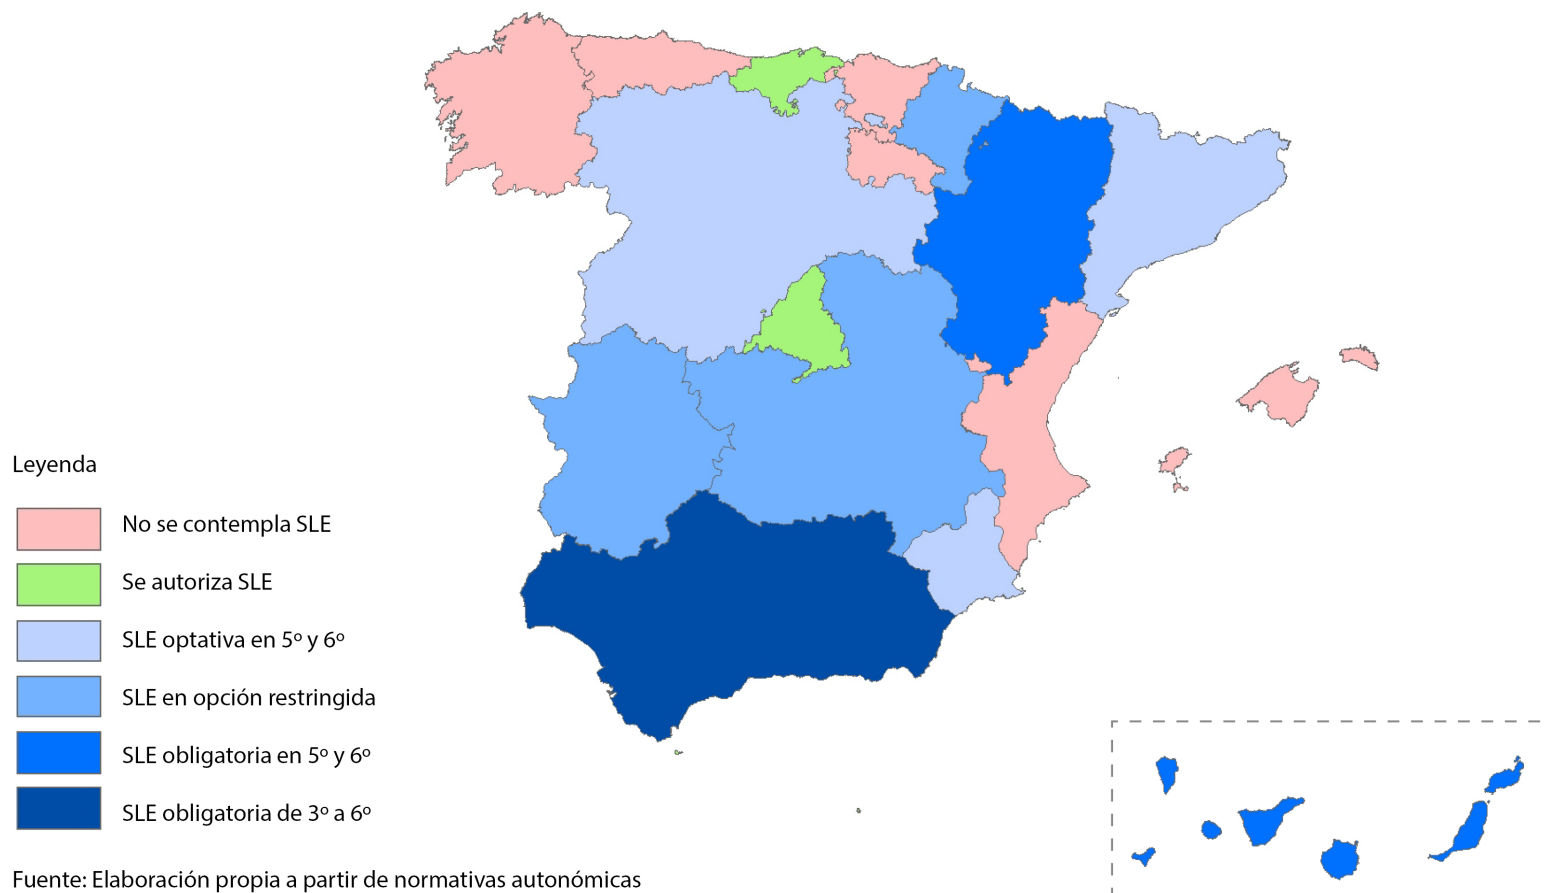 Leyenda
No se contempla SLE
Se autoriza SLE
SLE optativa en 5º y 6º
SLE en opción restringida
SLE obligatoria en 5º y 6º
SLE obligatoria de 3º a 6º
Fuente: Elaboración propia a partir de normativas autonómicas